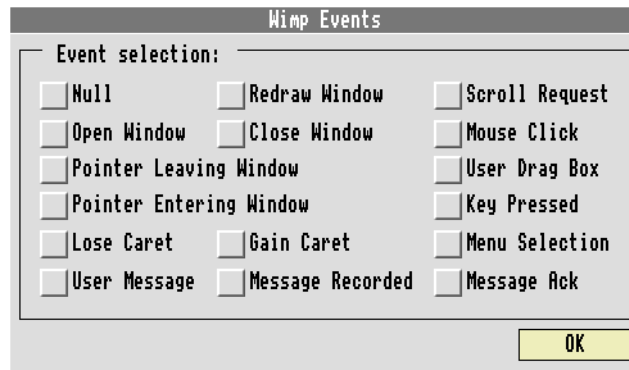 Wimp Events
Event selection:
Null Redraw Window Scroll Request
Open Window Close Window Mouse Click
Pointer Leaving Window User Drag Box
Pointer Entering Window Key Pressed
Lose Caret Gain Caret Menu Selection
User Message Message Recorded Message Ack
OK